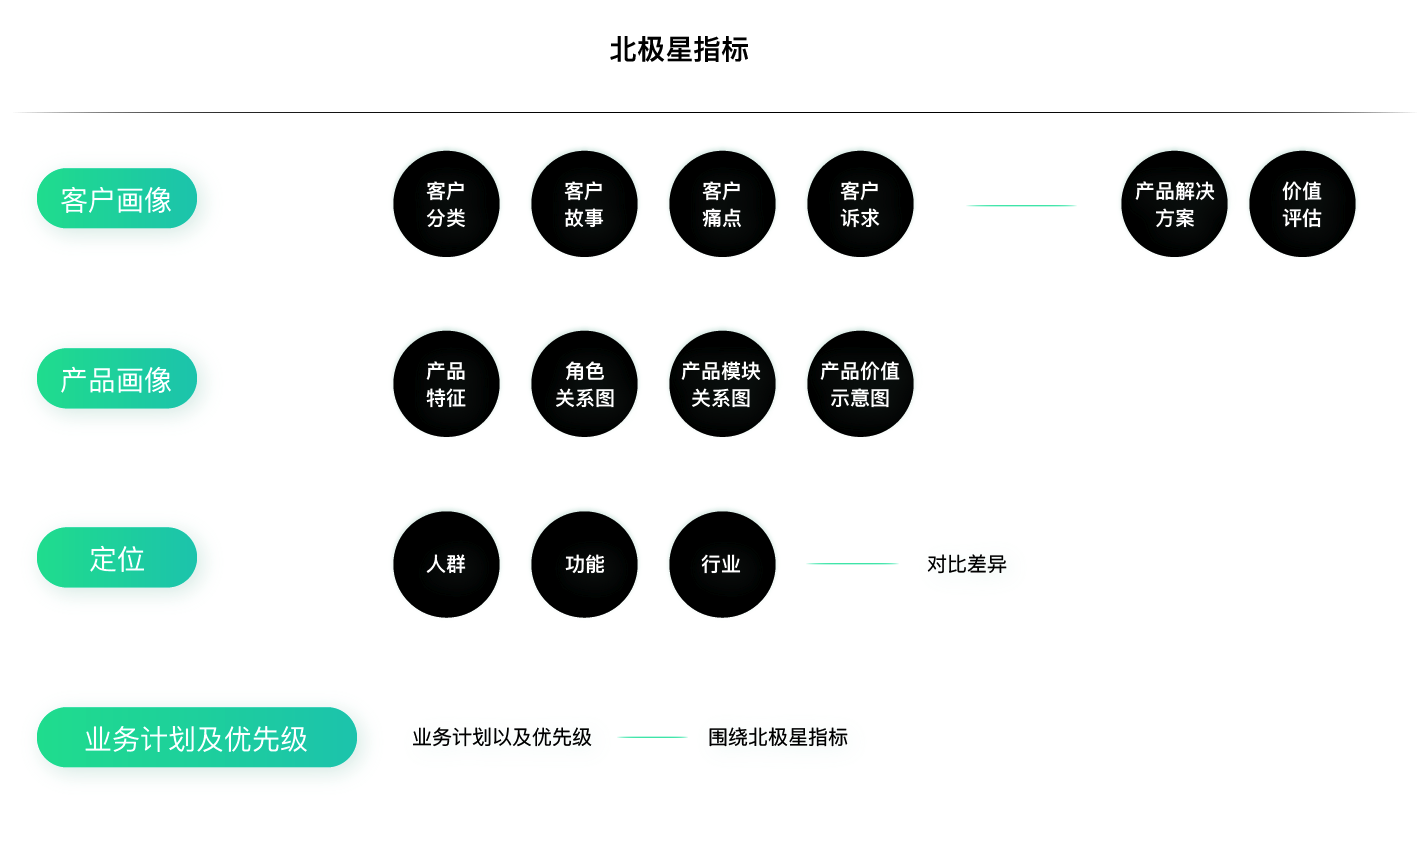 北极星指标
客户画像
客户
分类
客户
故事
客户
痛点
客户
诉求
产品解决
方案
价值
评估
产品画像
产品
特征
角色
关系图
产品模块
关系图
产品价值
示意图
定位
人群
功能
行业
对比差异
业务计划及优先级
业务计划以及优先级
围绕北极星指标